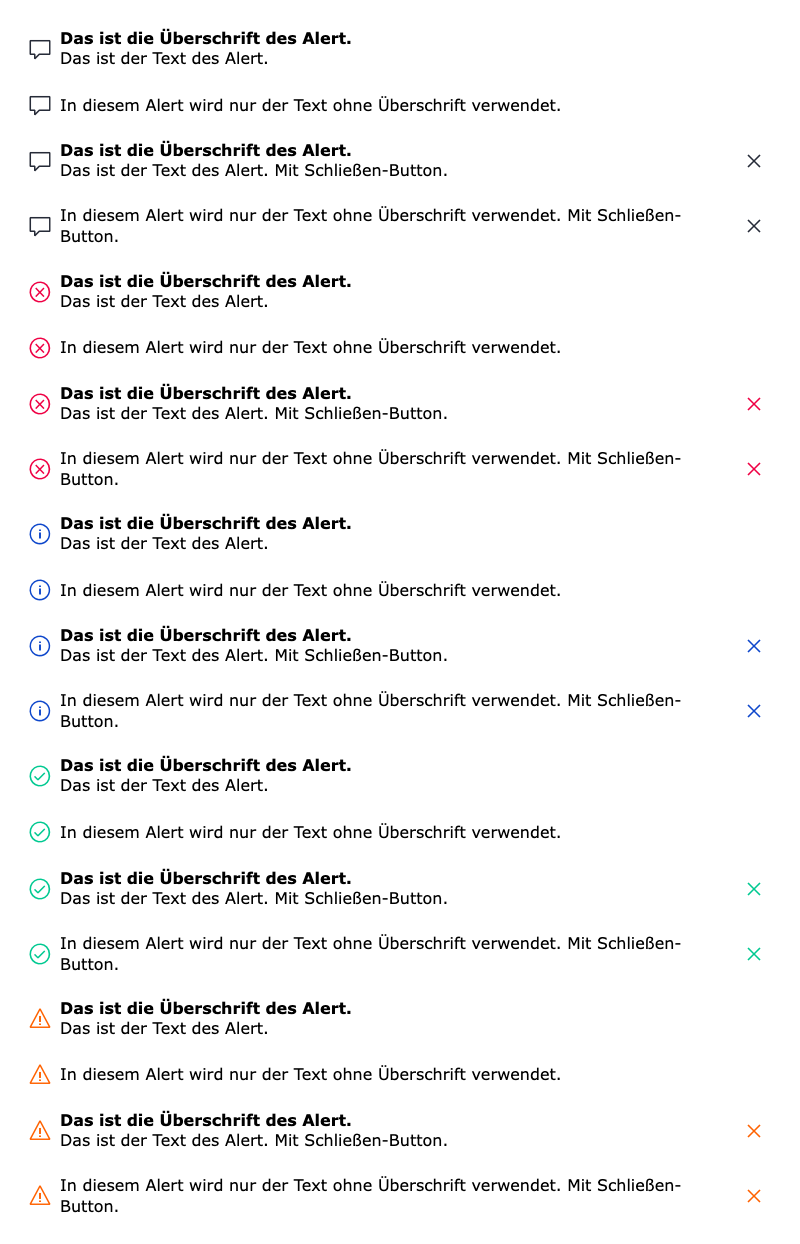 Das ist die Überschrift des Alert.
Das ist der Text des Alert.
In diesem Alert wird nur der Text ohne Überschrift verwendet.
Das ist die Überschrift des Alert.
Das ist der Text des Alert. Mit Schließen-Button.
In diesem Alert wird nur der Text ohne Überschrift verwendet. Mit Schließen-
Button.
Das ist die Überschrift des Alert.
Das ist der Text des Alert.
In diesem Alert wird nur der Text ohne Überschrift verwendet.
Das ist die Überschrift des Alert.
Das ist der Text des Alert. Mit Schließen-Button.
In diesem Alert wird nur der Text ohne Überschrift verwendet. Mit Schließen-
Button.
Das ist die Überschrift des Alert.
Das ist der Text des Alert.
In diesem Alert wird nur der Text ohne Überschrift verwendet.
Das ist die Überschrift des Alert.
Das ist der Text des Alert. Mit Schließen-Button.
In diesem Alert wird nur der Text ohne Überschrift verwendet. Mit Schließen-
Button.
Das ist die Überschrift des Alert.
Das ist der Text des Alert.
In diesem Alert wird nur der Text ohne Überschrift verwendet.
Das ist die Überschrift des Alert.
Das ist der Text des Alert. Mit Schließen-Button.
In diesem Alert wird nur der Text ohne Überschrift verwendet. Mit Schließen-
Button.
Das ist die Überschrift des Alert.
Das ist der Text des Alert.
In diesem Alert wird nur der Text ohne Überschrift verwendet.
Das ist die Überschrift des Alert.
Das ist der Text des Alert. Mit Schließen-Button.
In diesem Alert wird nur der Text ohne Überschrift verwendet. Mit Schließen-
Button.